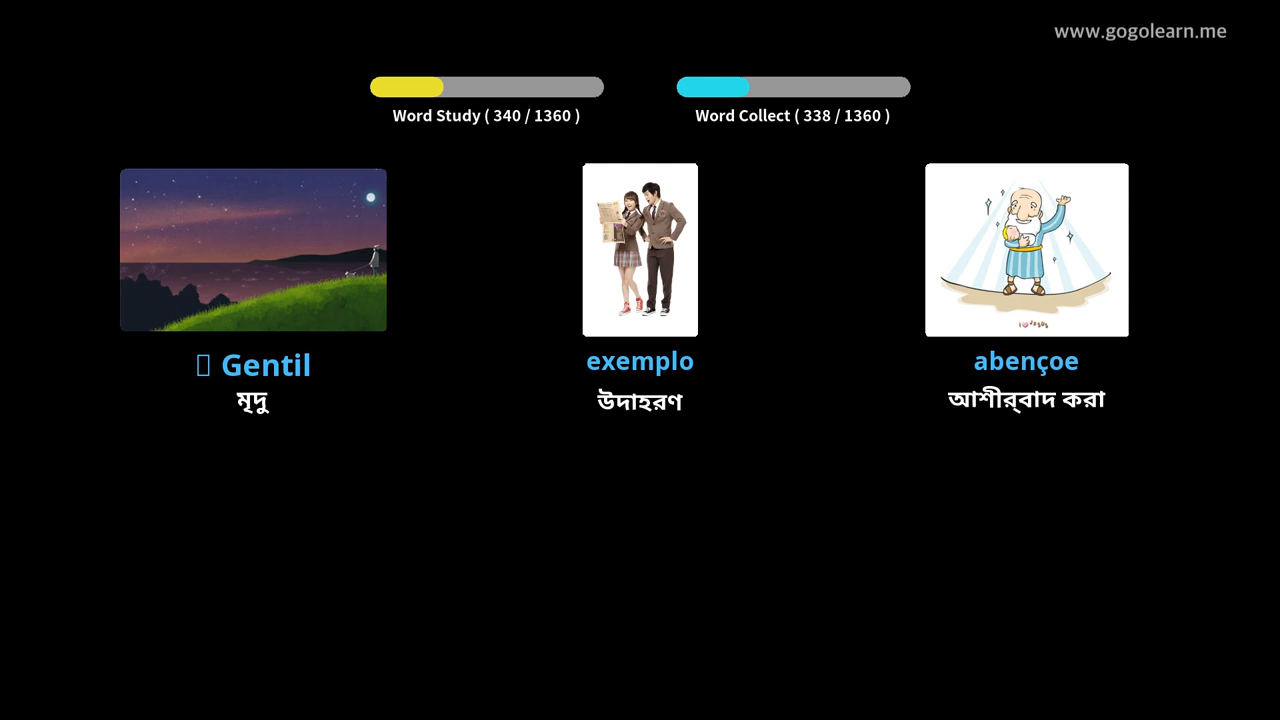 www.gogolearn.me
Word Study ( 340 / 1360 )
Word Collect ( 338 / 1360 )
Gentil
exemplo
abençoe
মৃদু
উদাহরণ
আশীর্‌বাদ করা